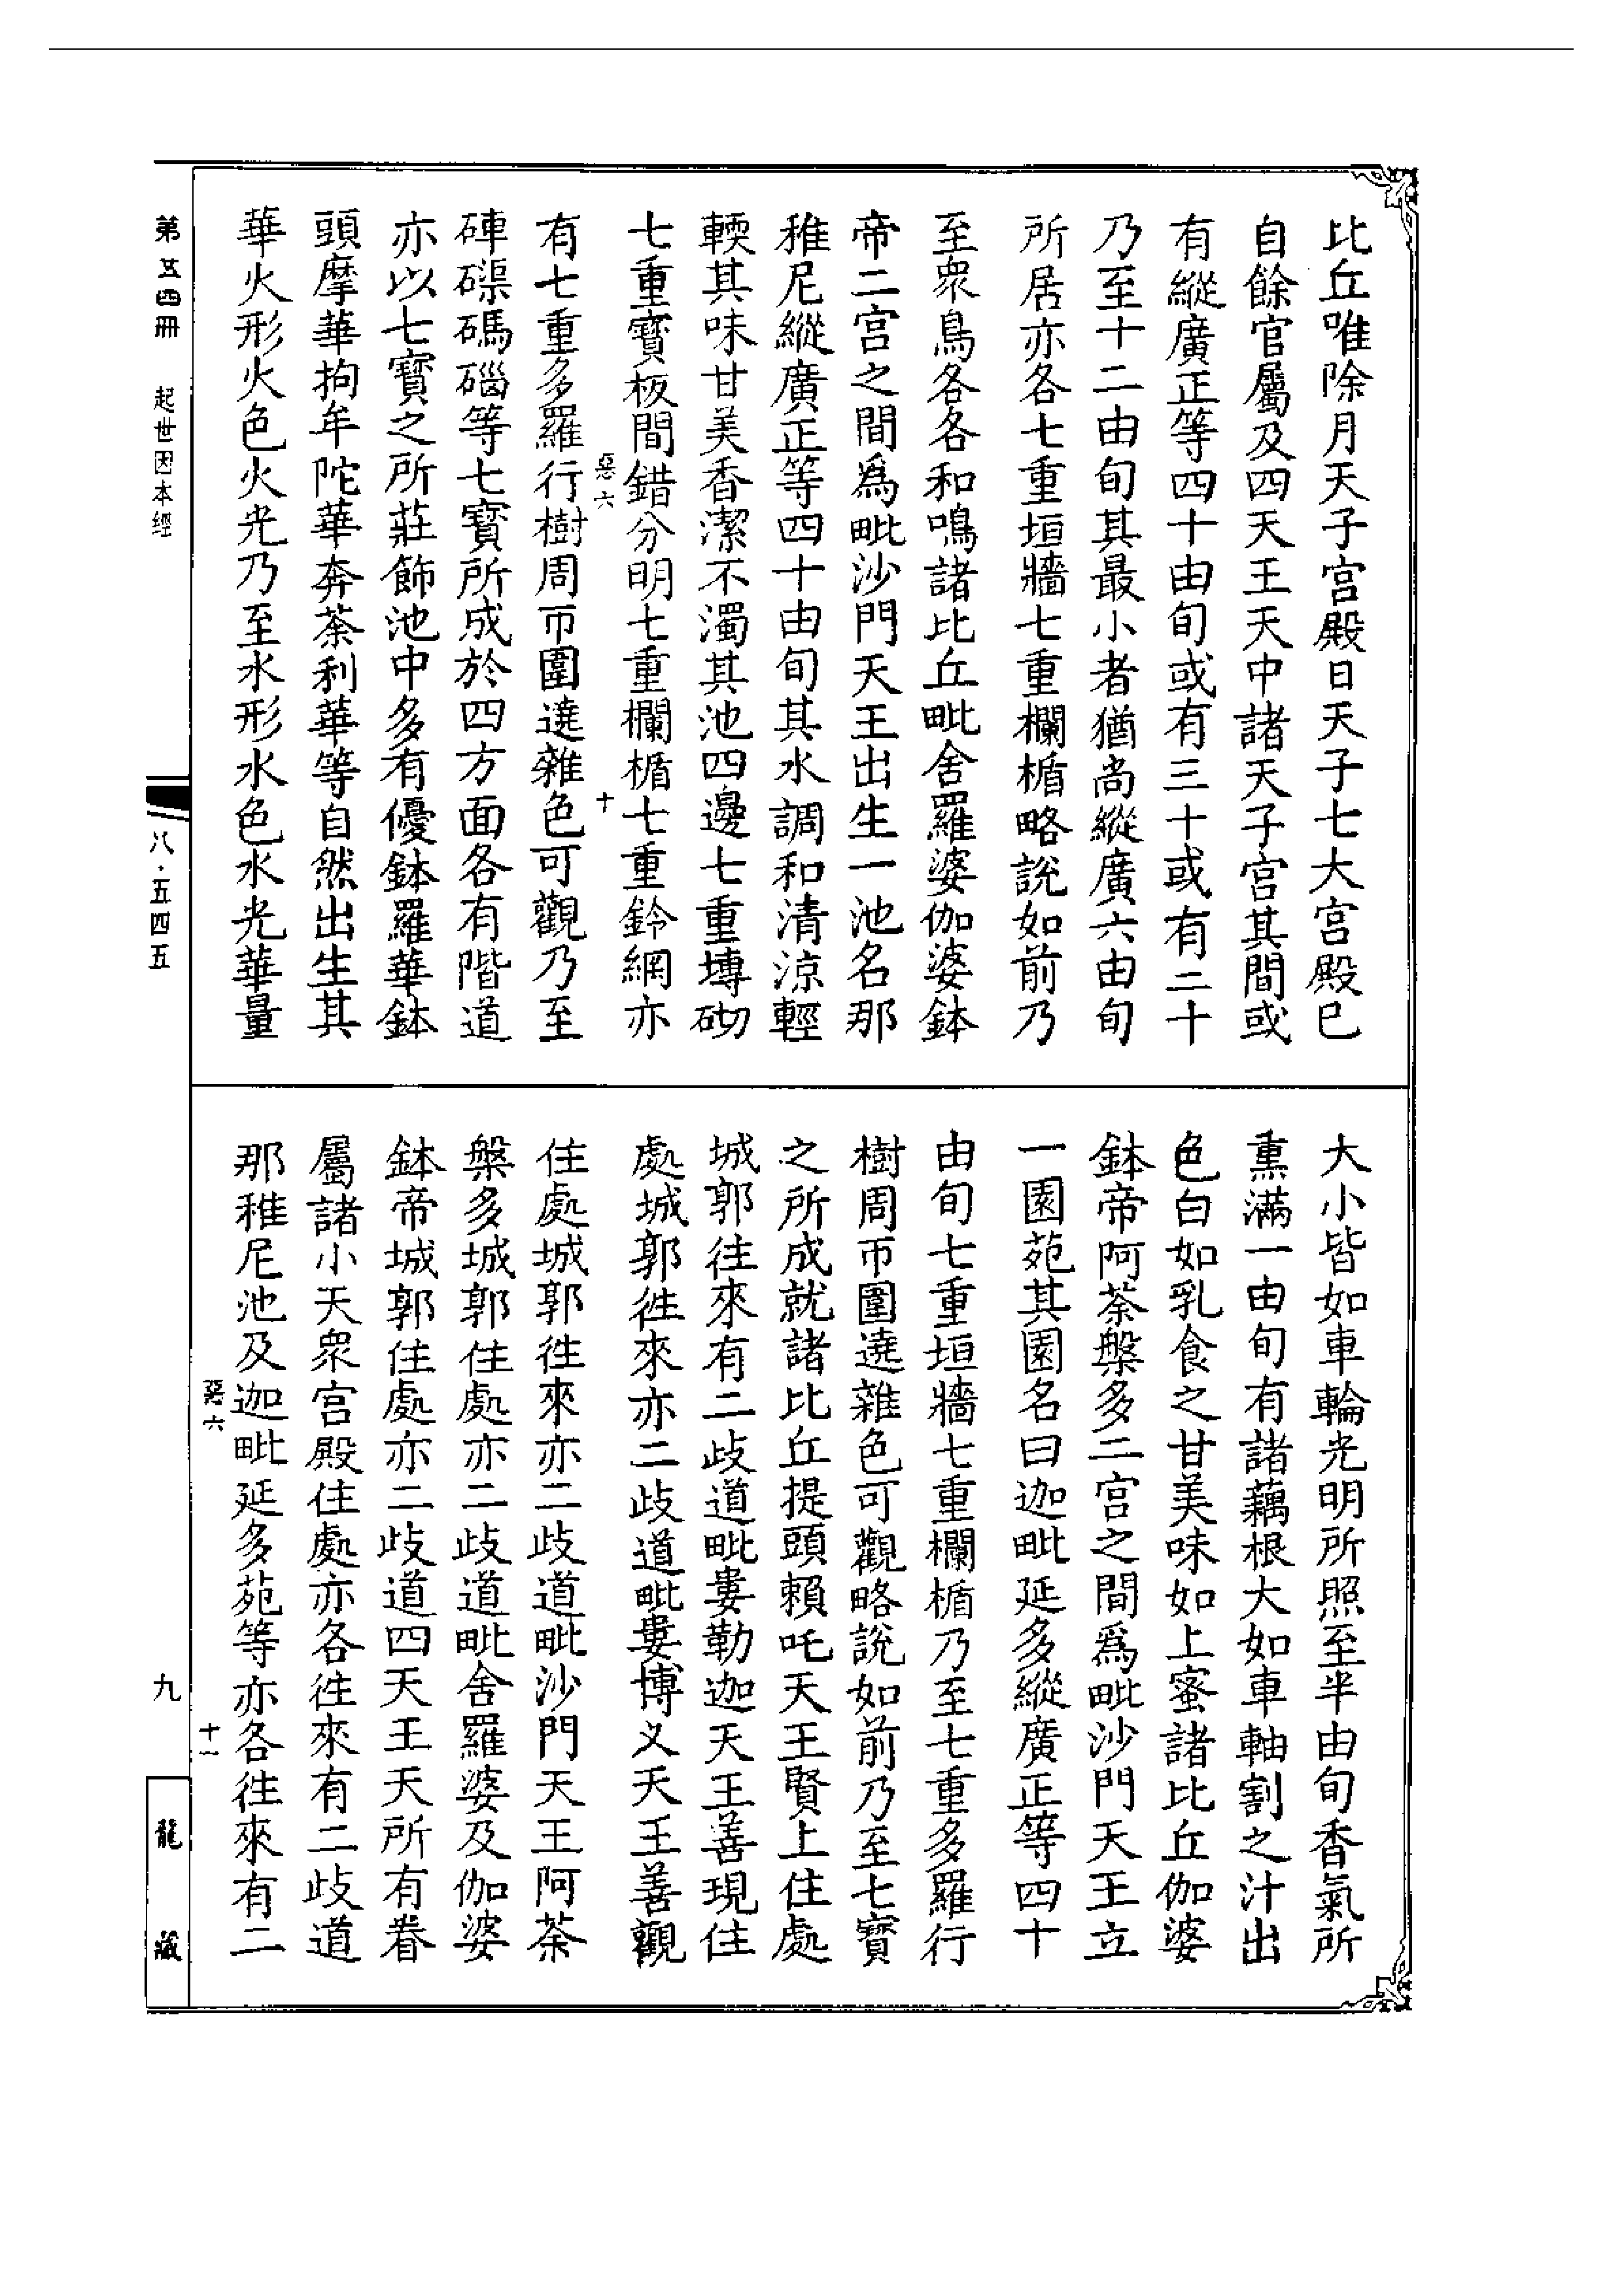 比丘唯除月天子宮殿日天子七大宮殿已
自餘官屬及四天王天中諸天子宮其間或
有縱廣正等四十由旬或有三十或有二十
乃至十二由旬其最小者猶尚縱廣六由旬
所居亦各七重垣牆七重欄楯略說如前乃
至眾鳥各各和鳴諸比丘毗舍羅婆伽婆鉢
帝二宮之間爲毗沙門天王出生一池名那
稚尼縱廣正等四十由旬其水調和清涼輕
輭其味甘美香潔不濁其池四邊七重塼砌
七重寶板間錯分明七重欄楯七重鈴網亦
惡六 十
有七重多羅行樹周帀圍遶雜色可觀乃至
硨磲碼碯等七寶所成於四方面各有階道
亦以七寶之所莊飾池中多有優鉢羅華鉢
頭摩華拘牟陀華奔荼利華等自然出生其
華火形火色火光乃至水形水色水光華量
大小皆如車輪光明所照至半由旬香氣所
熏滿一由旬有諸藕根大如車軸割之汁出
色白如乳食之甘美味如上蜜諸比丘伽婆
鉢帝阿荼槃多二宮之間爲毗沙門天王立
一園苑其園名曰迦毗延多縱廣正等四十
由旬七重垣牆七重欄楯乃至七重多羅行
樹周帀圍遶雜色可觀略說如前乃至七寶
之所成就諸比丘提頭賴吒天王賢上住處
城郭往來有二歧道毗婁勒迦天王善現住
處城郭徃來亦二歧道毗婁博叉天王善觀
住處城郭徃來亦二歧道毗沙門天王阿荼
槃多城郭住處亦二歧道毗舍羅婆及伽婆
鉢帝城郭住處亦二歧道四天王天所有眷
屬諸小天眾宮殿住處亦各往來有二歧道
那稚尼池及迦毗延多苑等亦各往來有二
惡六 十一
第五四冊 起世因本經
八·五四五
九
龍藏